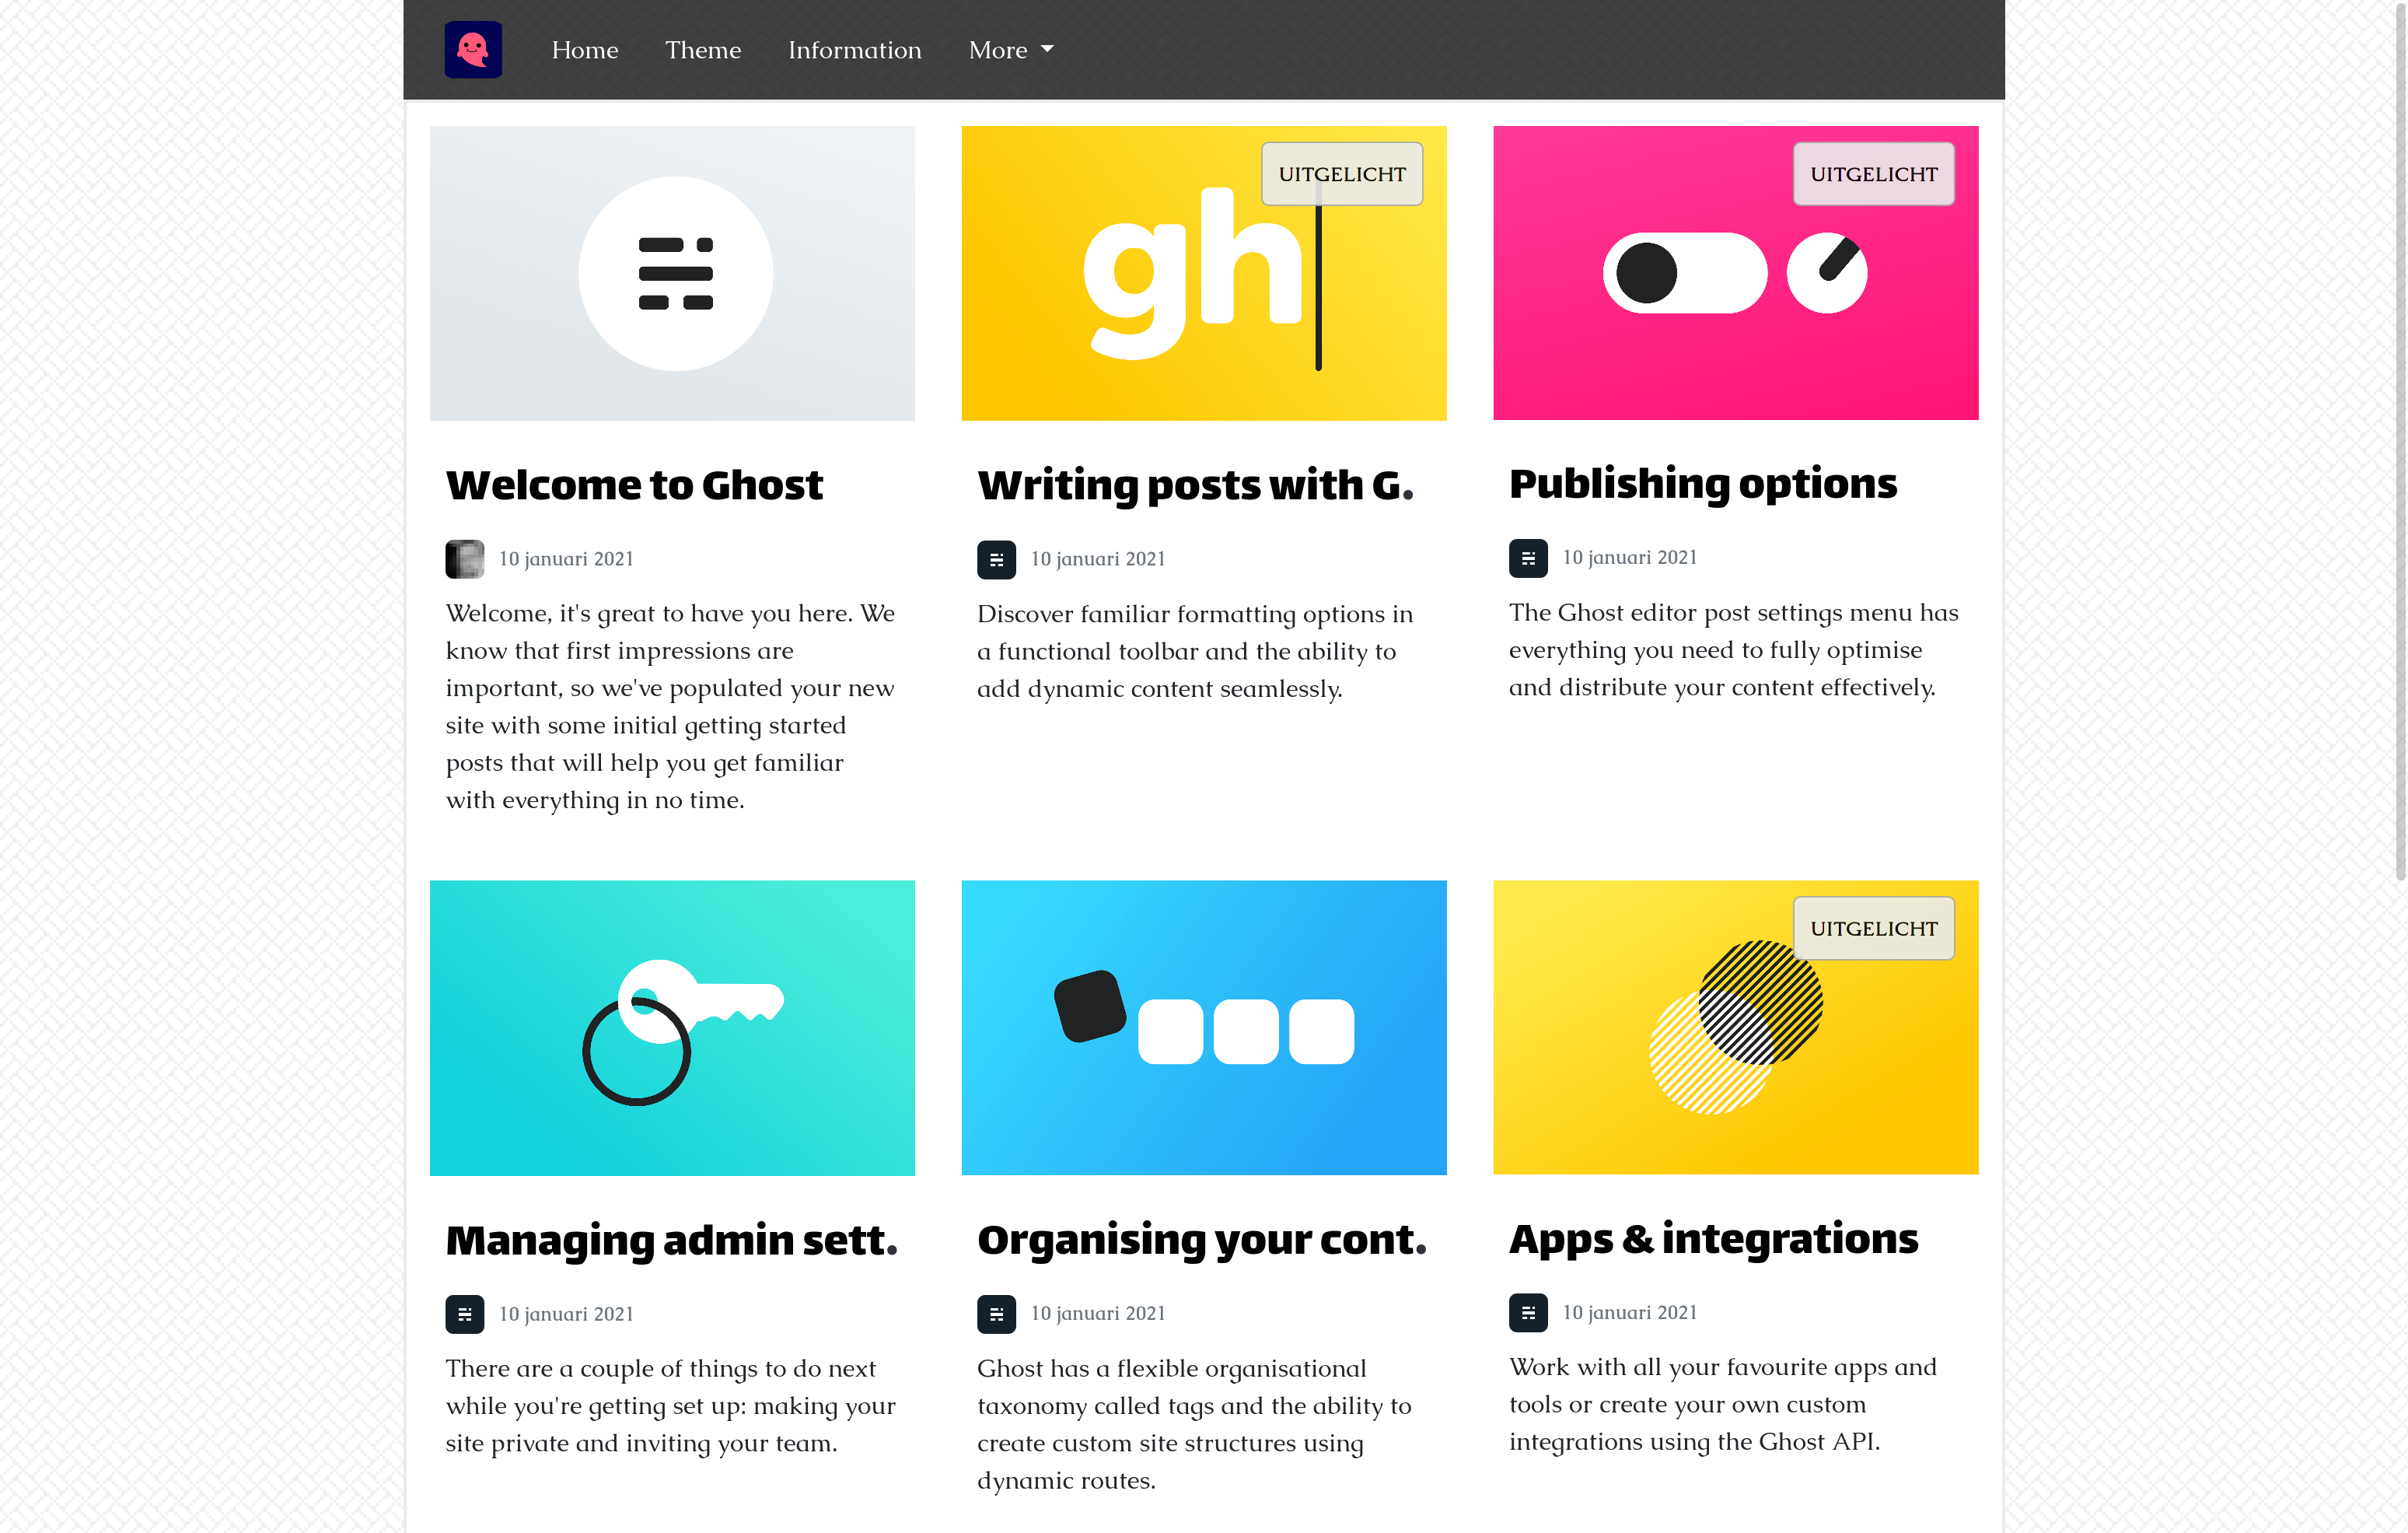 Home Theme Information More
UITGELICHT
gh
UITGELICHT
Welcome to Ghost
10 januari 2021
Welcome, it's great to have you here. We
know that first impressions are
important, so we've populated your new
site with some initial getting started
posts that will help you get familiar
with everything in no time.
Writing posts with G.
10 januari 2021
Discover familiar formatting options in
a functional toolbar and the ability to
add dynamic content seamlessly.
Publishing options
10 januari 2021
The Ghost editor post settings menu has
everything you need to fully optimise
and distribute your content effectively.
UITGELICHT
Managing admin sett.
10 januari 2021
There are a couple of things to do next
while you're getting set up: making your
site private and inviting your team.
Organising your cont.
10 januari 2021
Ghost has a flexible organisational
taxonomy called tags and the ability to
create custom site structures using
dynamic routes.
Apps & integrations
10 januari 2021
Work with all your favourite apps and
tools or create your own custom
integrations using the Ghost API.